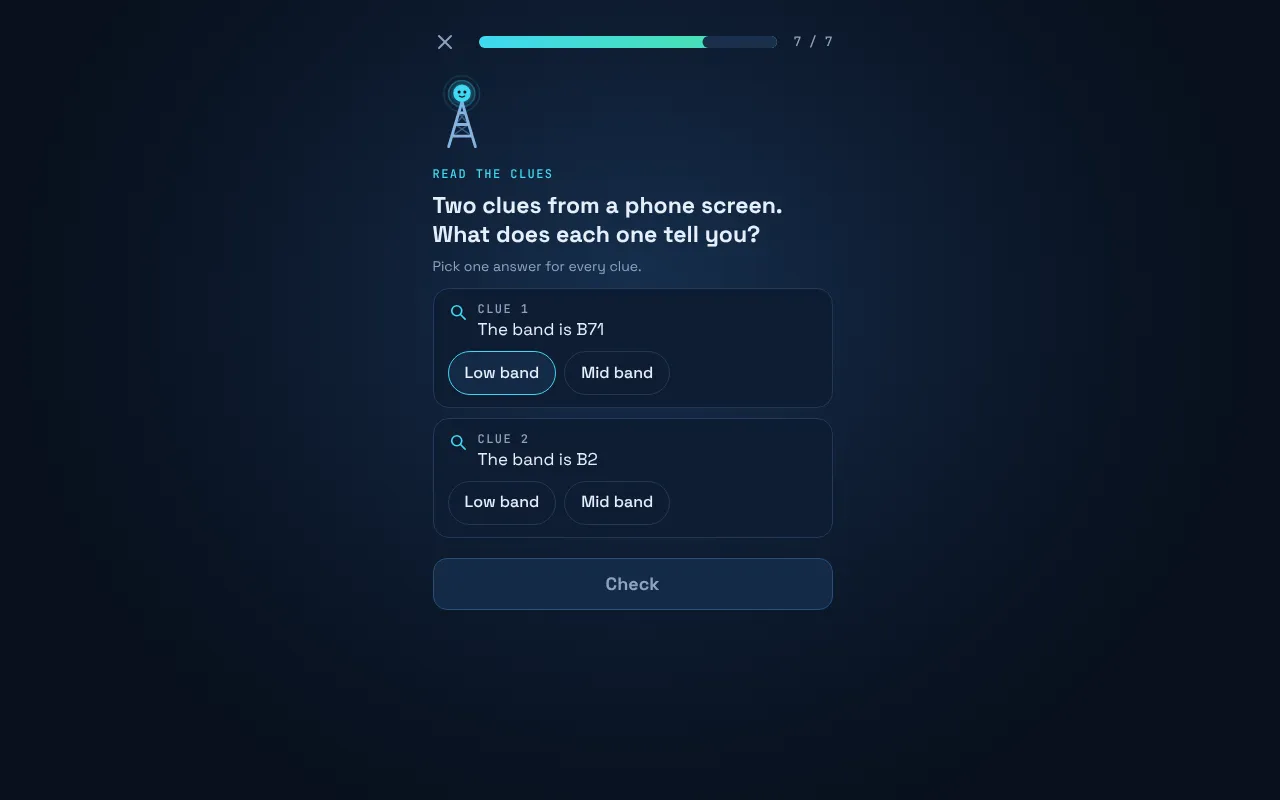 7 / 7
READ THE CLUES
Two clues from a phone screen.
What does each one tell you?
Pick one answer for every clue.
CLUE 1
The band is B71
Low band
Mid band
CLUE 2
The band is B2
Low band
Mid band
Check